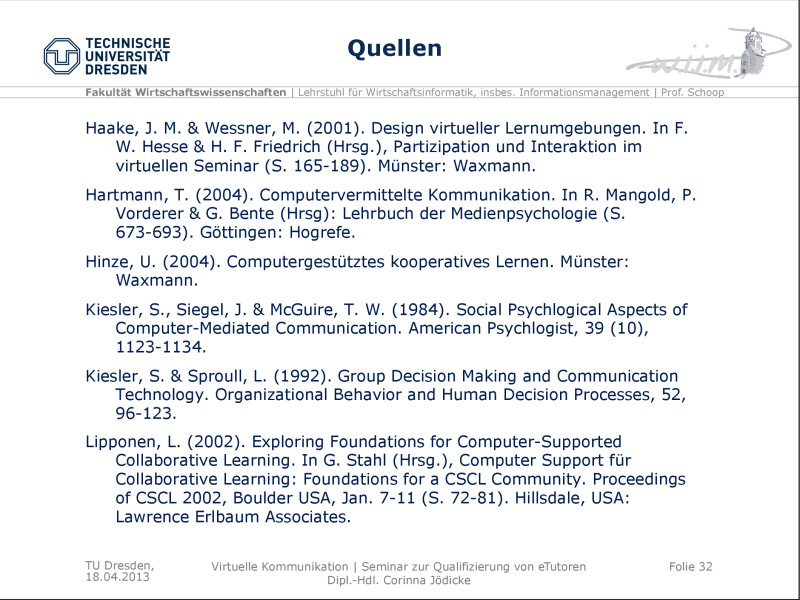 TECHNISCHE
UNIVERSITÄT
DRESDEN
Quellen
w.i.i.m.
Fakultät Wirtschaftswissenschaften | Lehrstuhl für Wirtschaftsinformatik, insbes. Informationsmanagement | Prof. Schoop
Haake, J. M. & Wessner, M. (2001). Design virtueller Lernumgebungen. In F.
W. Hesse & H. F. Friedrich (Hrsg.), Partizipation und Interaktion im
virtuellen Seminar (S. 165-189). Münster: Waxmann.
Hartmann, T. (2004). Computervermittelte Kommunikation. In R. Mangold, P.
Vorderer & G. Bente (Hrsg): Lehrbuch der Medienpsychologie (S.
673-693). Göttingen: Hogrefe.
Hinze, U. (2004). Computergestütztes kooperatives Lernen. Münster:
Waxmann.
Kiesler, S., Siegel, J. & McGuire, T. W. (1984). Social Psychlogical Aspects of
Computer-Mediated Communication. American Psychlogist, 39 (10),
1123-1134.
Kiesler, S. & Sproull, L. (1992). Group Decision Making and Communication
Technology. Organizational Behavior and Human Decision Processes, 52,
96-123.
Lipponen, L. (2002). Exploring Foundations for Computer-Supported
Collaborative Learning. In G. Stahl (Hrsg.), Computer Support für
Collaborative Learning: Foundations for a CSCL Community. Proceedings
of CSCL 2002, Boulder USA, Jan. 7-11 (S. 72-81). Hillsdale, USA:
Lawrence Erlbaum Associates.
TU Dresden,
18.04.2013
Virtuelle Kommunikation | Seminar zur Qualifizierung von eTutoren
Dipl.-Hdl. Corinna Jödicke
Folie 32